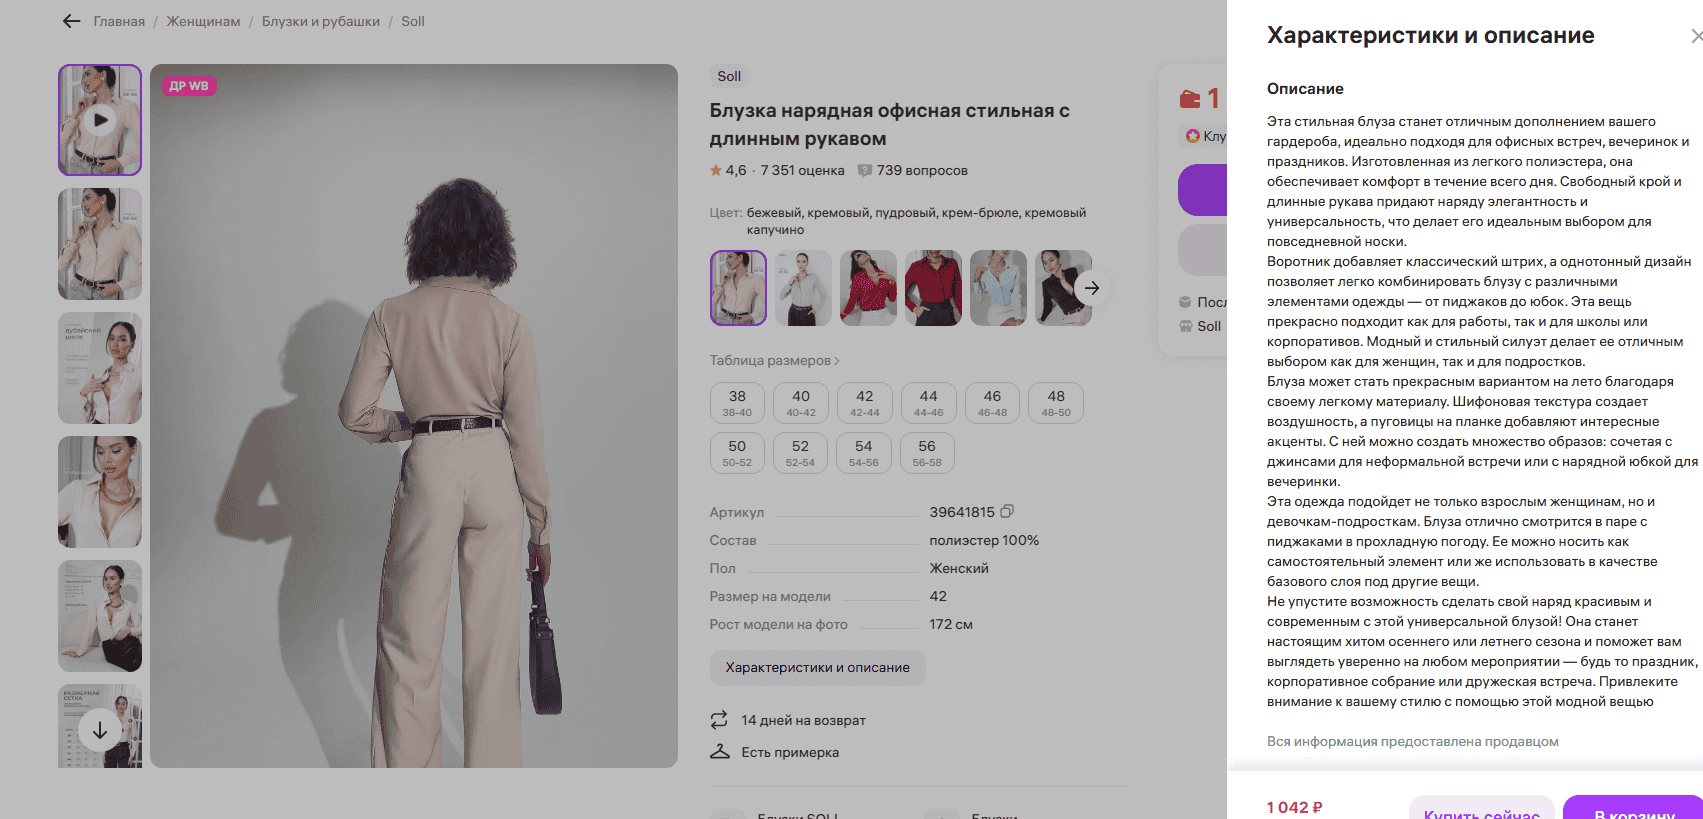 Главная / Женщинам / Блузки и рубашки / Soll
ДР WB
дубайский
шелк
РАЗМЕРНАЯ
СЕТКА
Soll
Блузка нарядная офисная стильная с
длинным рукавом
4,6 · 7 351 оценка 739 вопросов
Цвет: бежевый, кремовый, пудровый, крем-брюле, кремовый
капучино
Таблица размеров
38 40 42 44 46 48
38-40 40-42 42-44 44-46 46-48 48-50
50 52 54 56
50-52 52-54 54-56 56-58
Артикул 39641815
Состав полиэстер 100%
Пол Женский
Размер на модели 42
Рост модели на фото 172 см
Характеристики и описание
14 дней на возврат
Есть примерка
Блузки SOLL Блузки
1
Клу
Посл
Soll
Характеристики и описание
Описание
Эта стильная блуза станет отличным дополнением вашего
гардероба, идеально подходя для офисных встреч, вечеринок и
праздников. Изготовленная из легкого полиэстера, она
обеспечивает комфорт в течение всего дня. Свободный крой и
длинные рукава придают наряду элегантность и
универсальность, что делает его идеальным выбором для
повседневной носки.
Воротник добавляет классический штрих, а однотонный дизайн
позволяет легко комбинировать блузу с различными
элементами одежды — от пиджаков до юбок. Эта вещь
прекрасно подходит как для работы, так и для школы или
корпоративов. Модный и стильный силуэт делает ее отличным
выбором как для женщин, так и для подростков.
Блуза может стать прекрасным вариантом на лето благодаря
своему легкому материалу. Шифоновая текстура создает
воздушность, а пуговицы на планке добавляют интересные
акценты. С ней можно создать множество образов: сочетая с
джинсами для неформальной встречи или с нарядной юбкой для
вечеринки.
Эта одежда подойдет не только взрослым женщинам, но и
девочкам-подросткам. Блуза отлично смотрится в паре с
пиджаками в прохладную погоду. Ее можно носить как
самостоятельный элемент или же использовать в качестве
базового слоя под другие вещи.
Не упустите возможность сделать свой наряд красивым и
современным с этой универсальной блузой! Она станет
настоящим хитом осеннего или летнего сезона и поможет вам
выглядеть уверенно на любом мероприятии — будь то праздник,
корпоративное собрание или дружеская встреча. Привлеките
внимание к вашему стилю с помощью этой модной вещью
Вся информация предоставлена продавцом
1 042 ₽
Купить сейчас
В корзину